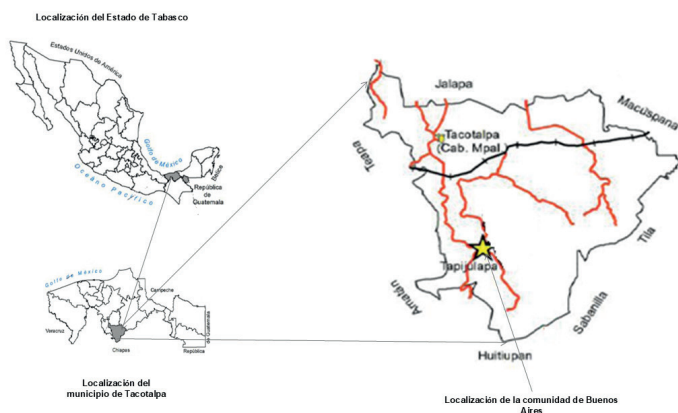 Localización del Estado de Tabasco
Estados Unidos de América
Golfo de México
Océano Pacífico
Belice
República
de
Guatemala
Golfo de México
Campeche
Veracruz
Chiapas
República
de Guatemala
Localización del
municipio de Tacotalpa
Jalapa
Macuspana
Teapa
Tacotalpa
(Cab. Mpal
Tila
Tapijulapa
Amatán
Sabanilla
Huitiupan
Localización de la comunidad de Buenos
Aires